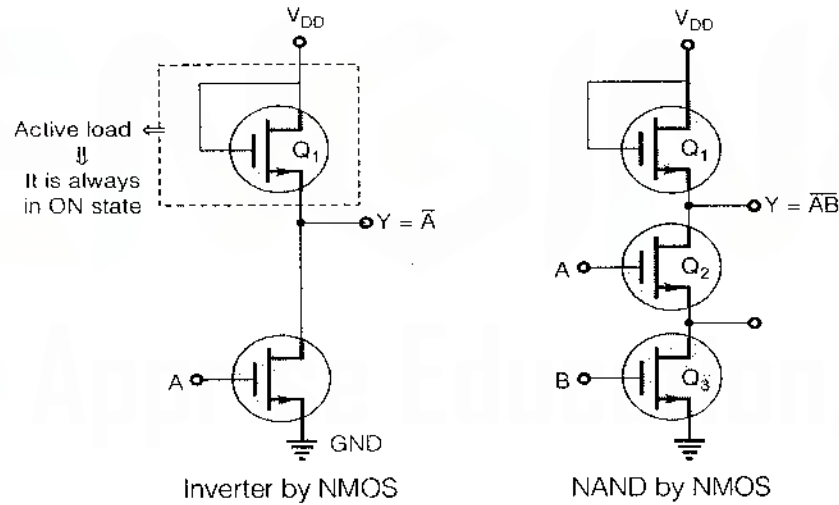 V_DD
Active load ⇐
⇓
It is always
in ON state
Q₁
Y = A̅
A
GND
Inverter by NMOS
V_DD
Q₁
Y = A̅B̅
A
Q₂
B
Q₃
NAND by NMOS